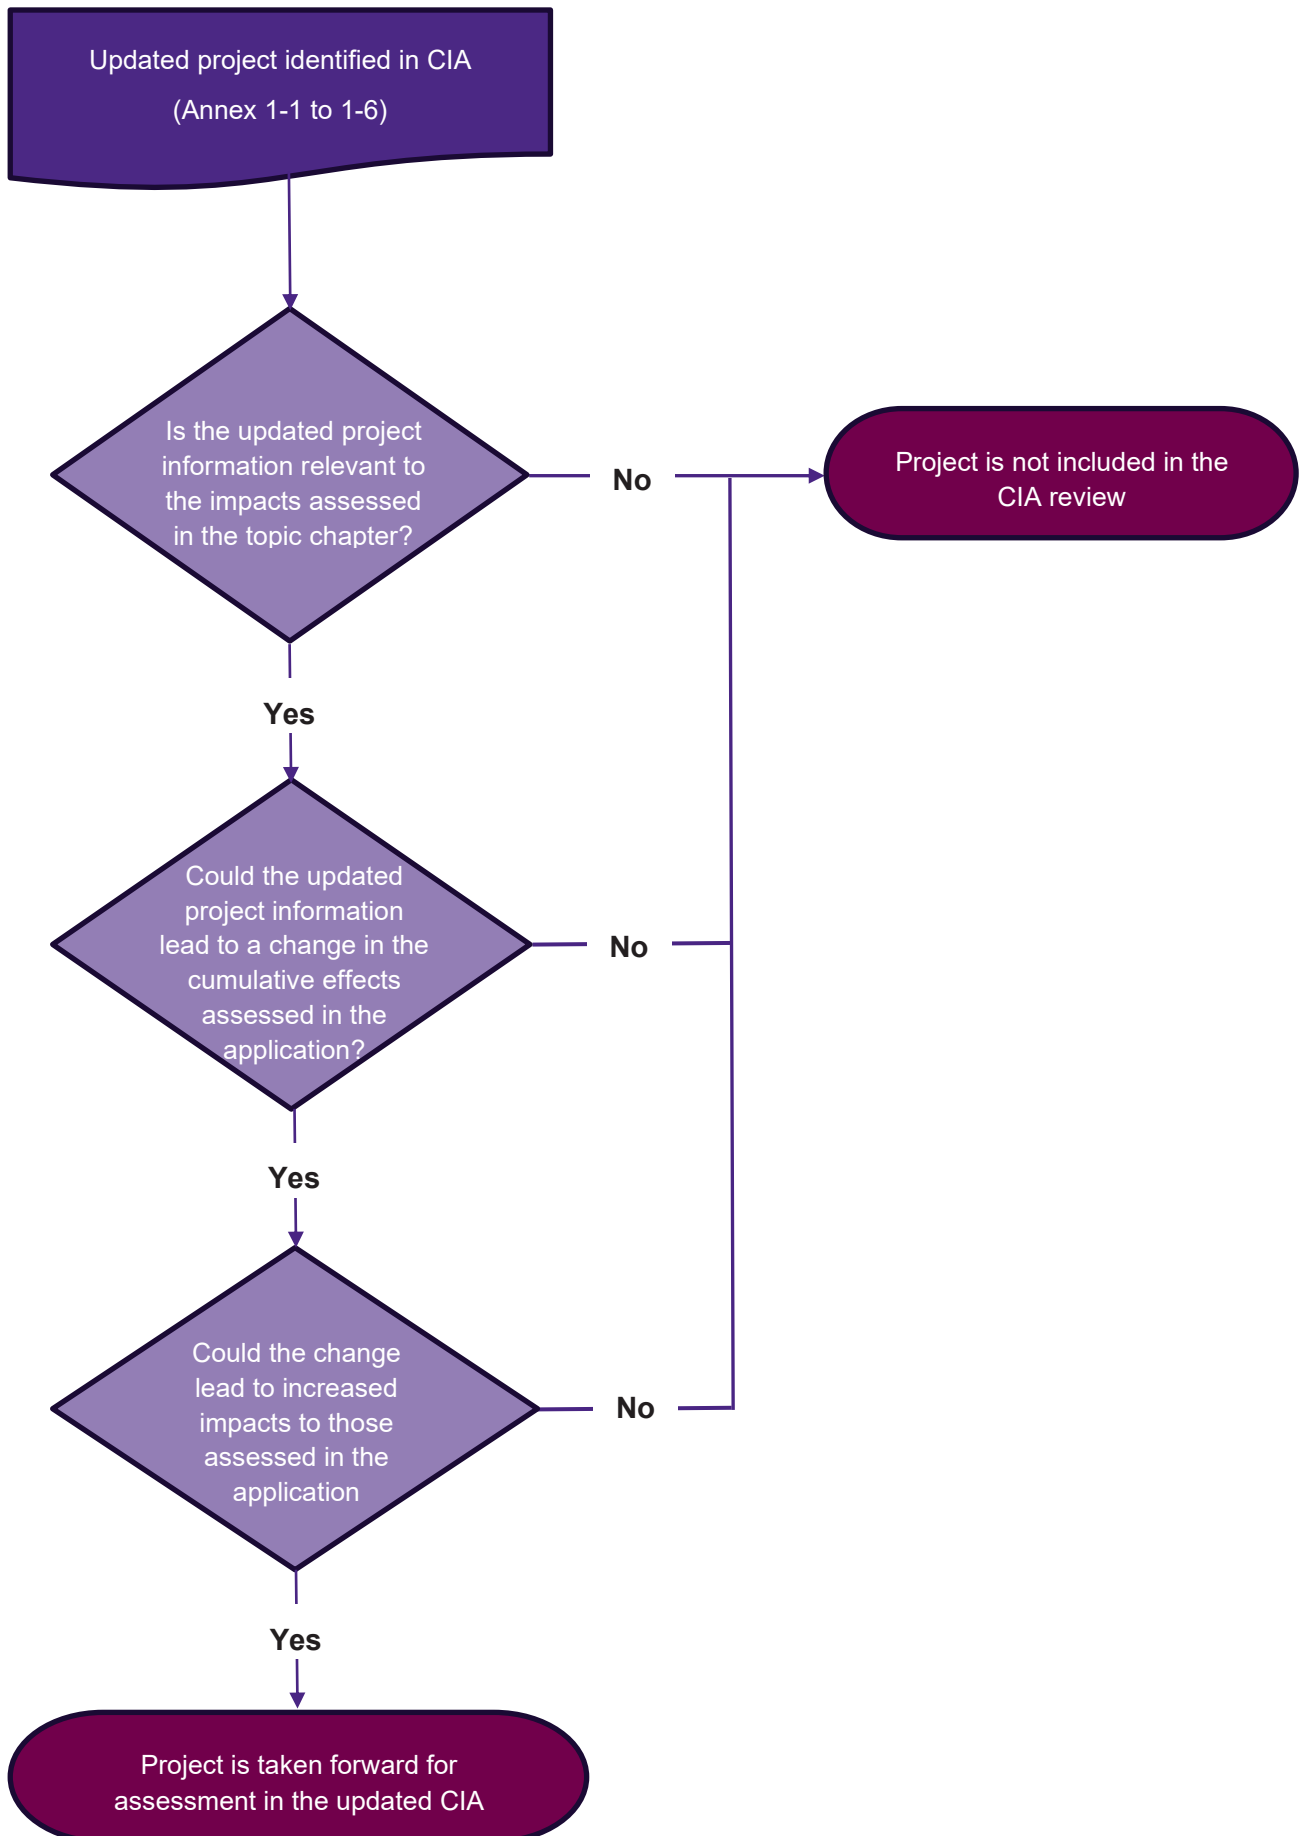 Updated project identified in CIA
(Annex 1-1 to 1-6)
Is the updated project
information relevant to
the impacts assessed
in the topic chapter?
No
Project is not included in the
CIA review
Yes
Could the updated
project information
lead to a change in the
cumulative effects
assessed in the
application?
No
Yes
Could the change
lead to increased
impacts to those
assessed in the
application
No
Yes
Project is taken forward for
assessment in the updated CIA